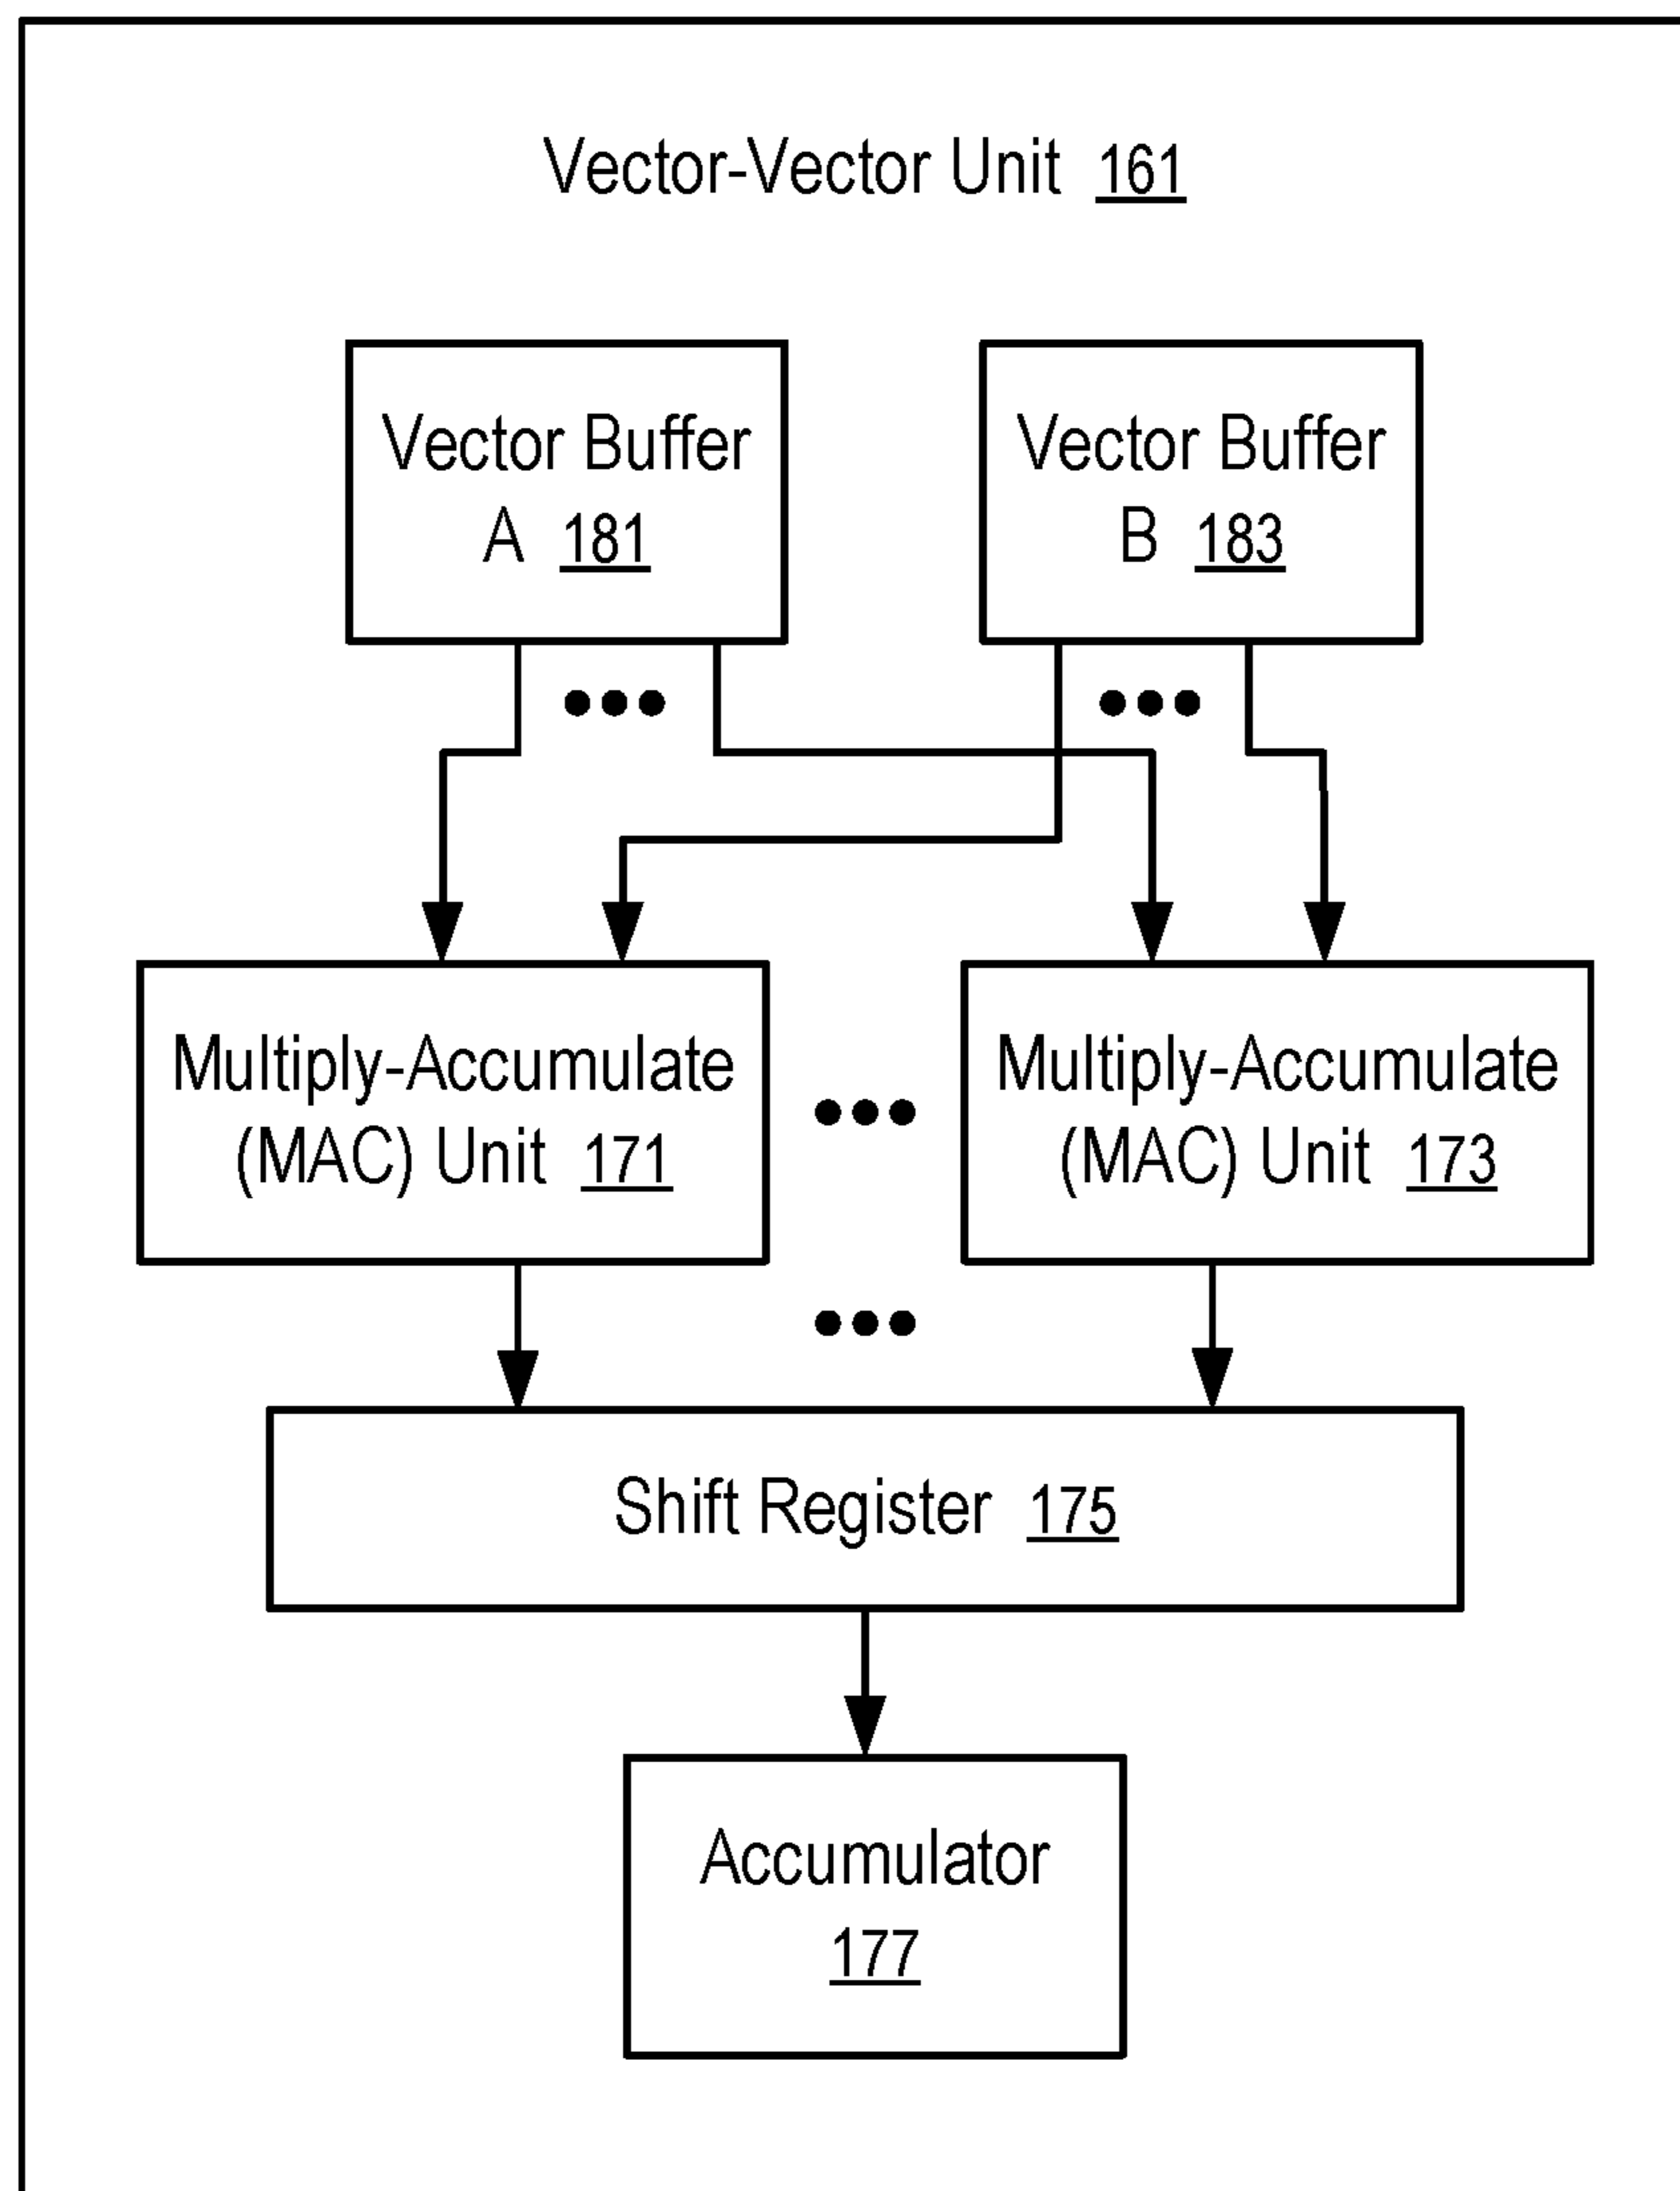 Vector-Vector Unit 161
Vector Buffer
A 181
Vector Buffer
B 183
Multiply-Accumulate
(MAC) Unit 171
Multiply-Accumulate
(MAC) Unit 173
Shift Register 175
Accumulator
177